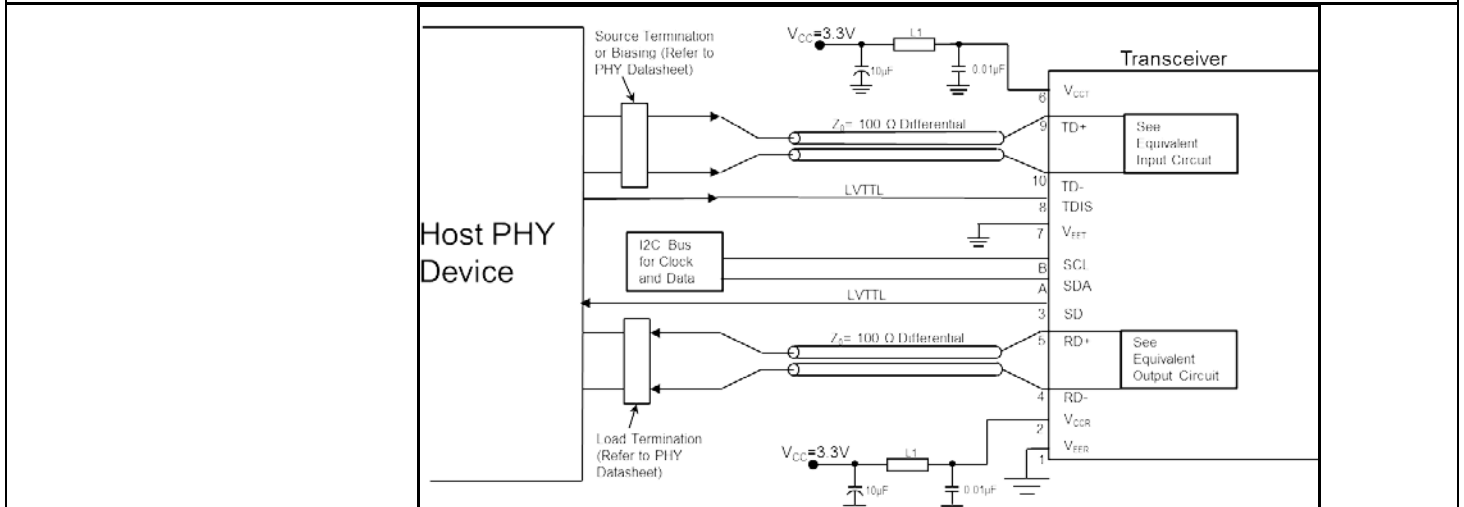 Source Termination
or Biasing (Refer to
PHY Datasheet)
VCC=3.3V
L1
10µF
0.01µF
Transceiver
6
VCCT
Z0= 100 Ω Differential
9
TD+
See
Equivalent
Input Circuit
10
TD-
LVTTL
8
TDIS
7
VEET
Host PHY
Device
I2C Bus
for Clock
and Data
B
SCL
A
SDA
LVTTL
3
SD
Z0= 100 Ω Differential
5
RD+
See
Equivalent
Output Circuit
4
RD-
2
VCCR
Load Termination
(Refer to PHY
Datasheet)
VCC=3.3V
L1
10µF
0.01µF
1
VEER